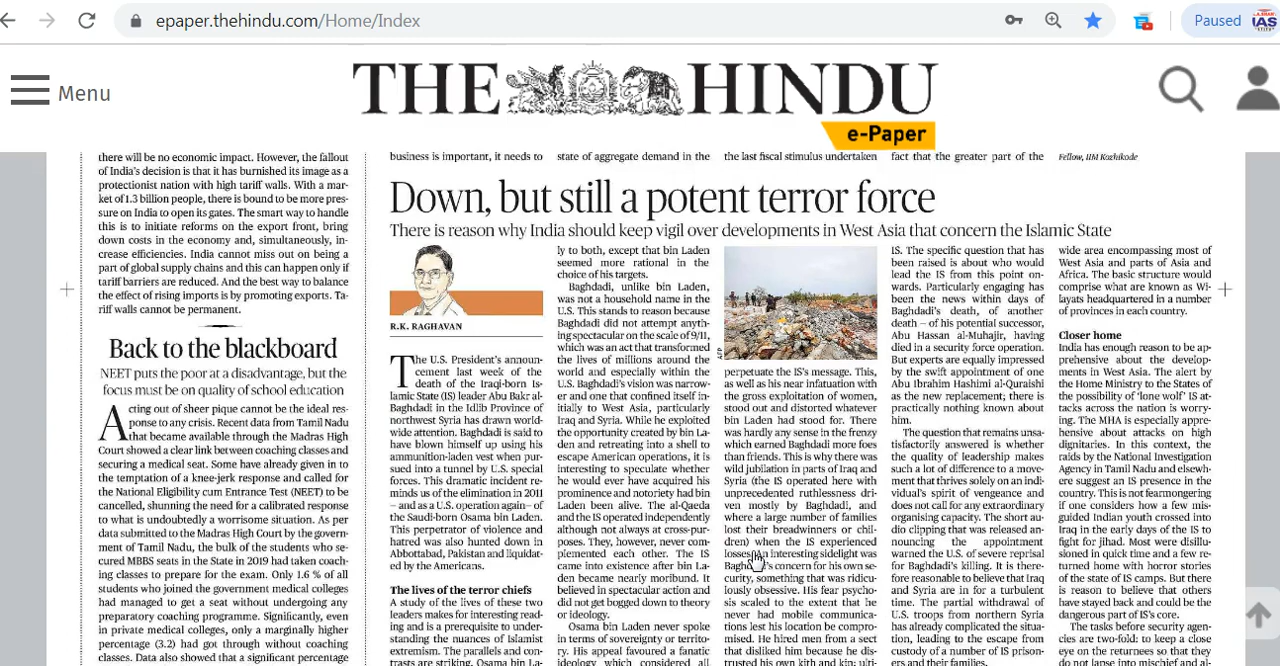 epaper.thehindu.com/Home/Index
Paused
IAS
Menu
THE HINDU
e-Paper
there will be no economic impact. However, the fallout
of India's decision is that it has burnished its image as a
protectionist nation with high tariff walls. With a mar-
ket of 1.3 billion people, there is bound to be more pres-
sure on India to open its gates. The smart way to handle
this is to initiate reforms on the export front, bring
down costs in the economy and, simultaneously, in-
crease efficiencies. India cannot miss out on being a
part of global supply chains and this can happen only if
tariff barriers are reduced. And the best way to balance
the effect of rising imports is by promoting exports. Ta-
riff walls cannot be permanent.
Back to the blackboard
NEET puts the poor at a disadvantage, but the
focus must be on quality of school education
Acting out of sheer pique cannot be the ideal res-
ponse to any crisis. Recent data from Tamil Nadu
that became available through the Madras High
Court showed a clear link between coaching classes and
securing a medical seat. Some have already given in to
the temptation of a knee-jerk response and called for
the National Eligibility cum Entrance Test (NEET) to be
cancelled, shunning the need for a calibrated response
to what is undoubtedly a worrisome situation. As per
data submitted to the Madras High Court by the govern-
ment of Tamil Nadu, the bulk of the students who se-
cured MBBS seats in the State in 2019 had taken coach-
ing classes to prepare for the exam. Only 1.6 % of all
students who joined the government medical colleges
had managed to get a seat without undergoing any
preparatory coaching programme. Significantly, even
in private medical colleges, only a marginally higher
percentage (3.2) had got through without coaching
classes. Data also showed that a significant percentage
business is important, it needs to
state of aggregate demand in the
the last fiscal stimulus undertaken
fact that the greater part of the
Fellow, IIM Kozhikode
Down, but still a potent terror force
There is reason why India should keep vigil over developments in West Asia that concern the Islamic State
R.K. RAGHAVAN
The U.S. President's announ-
cement last week of the
death of the Iraqi-born Is-
lamic State (IS) leader Abu Bakr al-
Baghdadi in the Idlib Province of
northwest Syria has drawn world-
wide attention. Baghdadi is said to
have blown himself up using his
ammunition-laden vest when pur-
sued into a tunnel by U.S. special
forces. This dramatic incident re-
minds us of the elimination in 2011
– and as a U.S. operation again– of
the Saudi-born Osama bin Laden.
This perpetrator of violence and
hatred was also hunted down in
Abbottabad, Pakistan and liquidat-
ed by the Americans.
The lives of the terror chiefs
A study of the lives of these two
leaders makes for interesting read-
ing and is a prerequisite to under-
standing the nuances of Islamist
extremism. The parallels and con-
trasts are striking. Osama bin La-
ly to both, except that bin Laden
seemed more rational in the
choice of his targets.
Baghdadi, unlike bin Laden,
was not a household name in the
U.S. This stands to reason because
Baghdadi did not attempt anyth-
ing spectacular on the scale of 9/11,
which was an act that transformed
the lives of millions around the
world and especially within the
U.S. Baghdadi's vision was narrow-
er and one that confined itself in-
itially to West Asia, particularly
Iraq and Syria. While he exploited
the opportunity created by bin La-
den and retreating into a shell to
escape American operations, it is
interesting to speculate whether
he would ever have acquired his
prominence and notoriety had bin
Laden been alive. The al-Qaeda
and the IS operated independently
although not always at cross-pur-
poses. They, however, never com-
plemented each other. The IS
came into existence after bin La-
den became nearly moribund. It
believed in spectacular action and
did not get bogged down to theory
or ideology.
Osama bin Laden never spoke
in terms of sovereignty or territo-
ry. His appeal favoured a fanatic
ideology which considered all
AFP
perpetuate the IS's message. This,
as well as his near infatuation with
the gross exploitation of women,
stood out and distorted whatever
bin Laden had stood for. There
was hardly any sense in the frenzy
which earned Baghdadi more foes
than friends. This is why there was
wild jubilation in parts of Iraq and
Syria (the IS operated here with
unprecedented ruthlessness dri-
ven mostly by Baghdadi, and
where a large number of families
lost their breadwinners or chil-
dren) when the IS experienced
losses. An interesting sidelight was
Baghdadi's concern for his own se-
curity, something that was ridicu-
lously obsessive. His fear psycho-
sis scaled to the extent that he
never had mobile communica-
tions lest his location be compro-
mised. He hired men from a sect
that disliked him because he dis-
trusted his own kith and kin; ulti-
IS. The specific question that has
been raised is about who would
lead the IS from this point on-
wards. Particularly engaging has
been the news within days of
Baghdadi's death, of another
death – of his potential successor,
Abu Hassan al-Muhajir, having
died in a security force operation.
But experts are equally impressed
by the swift appointment of one
Abu Ibrahim Hashimi al-Quraishi
as the new replacement; there is
practically nothing known about
him.
The question that remains unsa-
tisfactorily answered is whether
the quality of leadership makes
such a lot of difference to a move-
ment that thrives solely on an indi-
vidual's spirit of vengeance and
does not call for any extraordinary
organising capacity. The short au-
dio clipping that was released an-
nouncing the appointment
warned the U.S. of severe reprisal
for Baghdadi's killing. It is there-
fore reasonable to believe that Iraq
and Syria are in for a turbulent
time. The partial withdrawal of
U.S. troops from northern Syria
has already complicated the situa-
tion, leading to the escape from
custody of a number of IS prison-
ers and their families.
wide area encompassing most of
West Asia and parts of Asia and
Africa. The basic structure would
comprise what are known as Wi-
layats headquartered in a number
of provinces in each country.
Closer home
India has enough reason to be ap-
prehensive about the develop-
ments in West Asia. The alert by
the Home Ministry to the States of
the possibility of 'lone wolf' IS at-
tacks across the nation is worry-
ing. The MHA is especially appre-
hensive about attacks on high
dignitaries. In this context, the
raids by the National Investigation
Agency in Tamil Nadu and elsewh-
ere suggest an IS presence in the
country. This is not fearmongering
if one considers how a few mis-
guided Indian youth crossed into
Iraq in the early days of the IS to
fight for jihad. Most were disillu-
sioned in quick time and a few re-
turned home with horror stories
of the state of IS camps. But there
is reason to believe that others
have stayed back and could be the
dangerous part of IS's core.
The tasks before security agen-
cies are two-fold: to keep a close
eye on the returnees so that they
do not lapse into mischief that